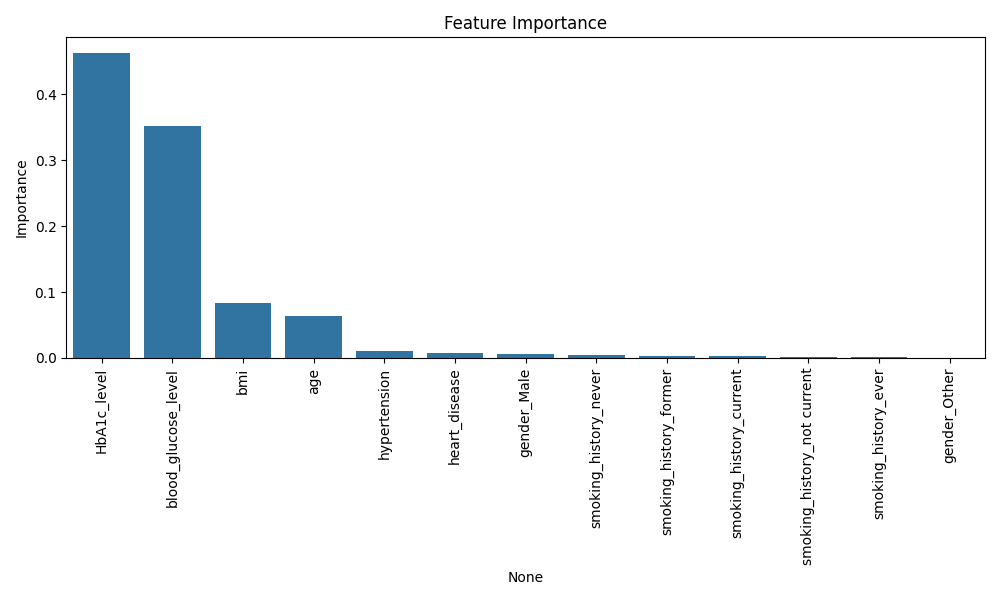 Feature Importance
Importance
0.4
0.3
0.2
0.1
0.0
HbA1c_level
blood_glucose_level
bmi
age
hypertension
heart_disease
gender_Male
smoking_history_never
smoking_history_former
smoking_history_current
smoking_history_not current
smoking_history_ever
gender_Other
None